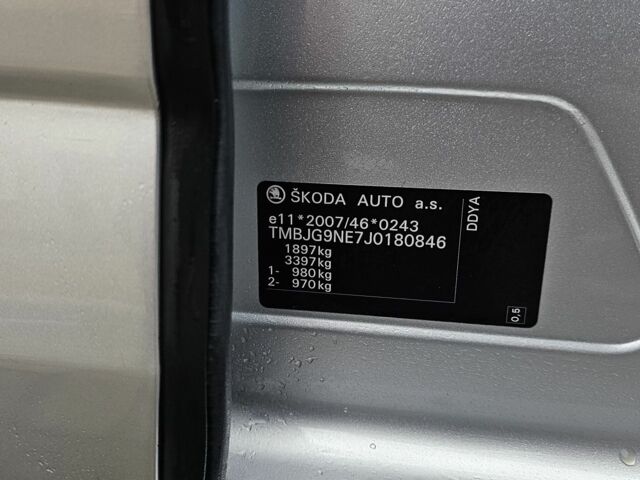 ŠKODA AUTO a.s.
e11*2007/46*0243
TMBJG9NE7J0180846
1897kg
3397kg
1- 980kg
2- 970kg
DDYA
0,5